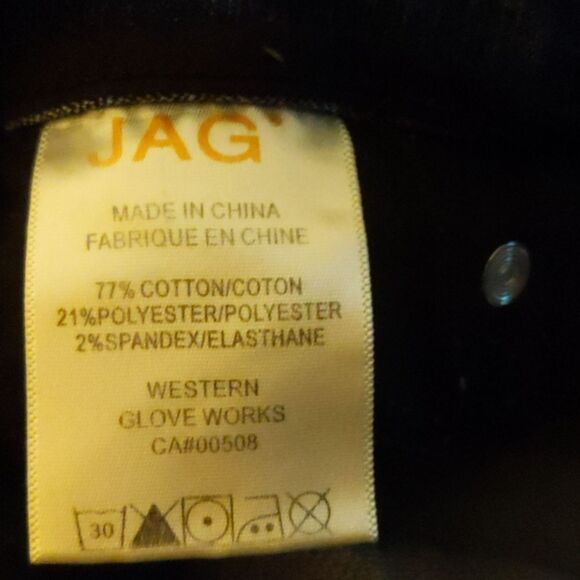 JAG
MADE IN CHINA
FABRIQUE EN CHINE
77% COTTON/COTON
21%POLYESTER/POLYESTER
2%SPANDEX/ELASTHANE
WESTERN
GLOVE WORKS
CA#00508
30